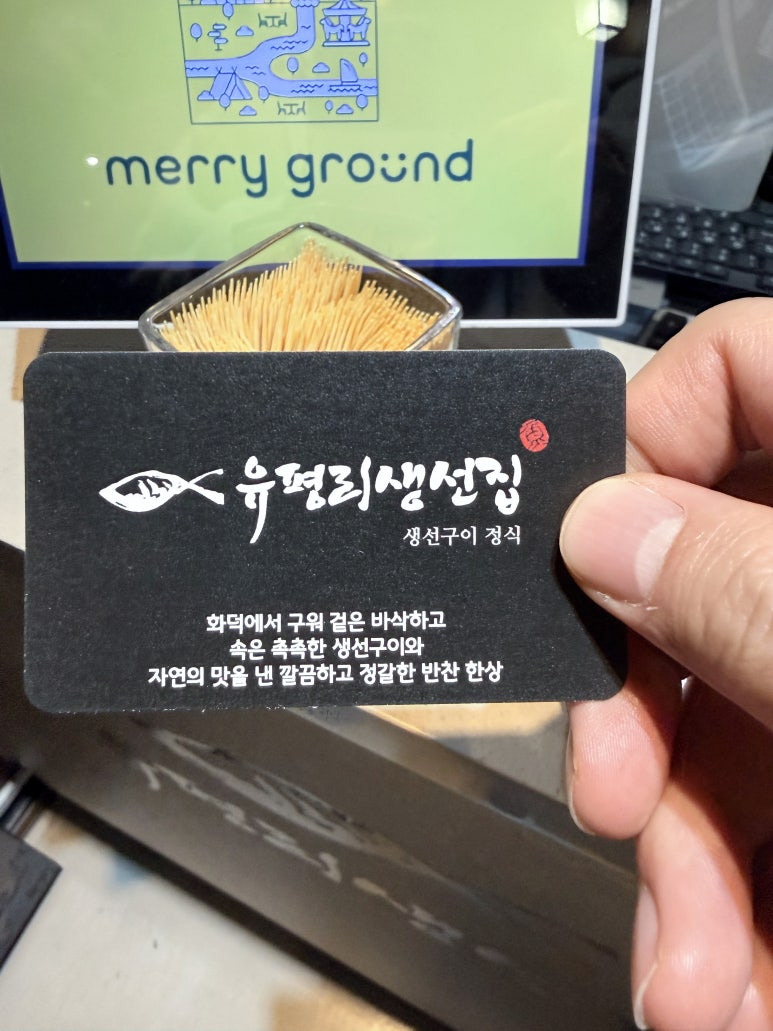 merry ground
유평리생선집
생선구이 정식
화덕에서 구워 겉은 바삭하고
속은 촉촉한 생선구이와
자연의 맛을 낸 깔끔하고 정갈한 반찬 한상